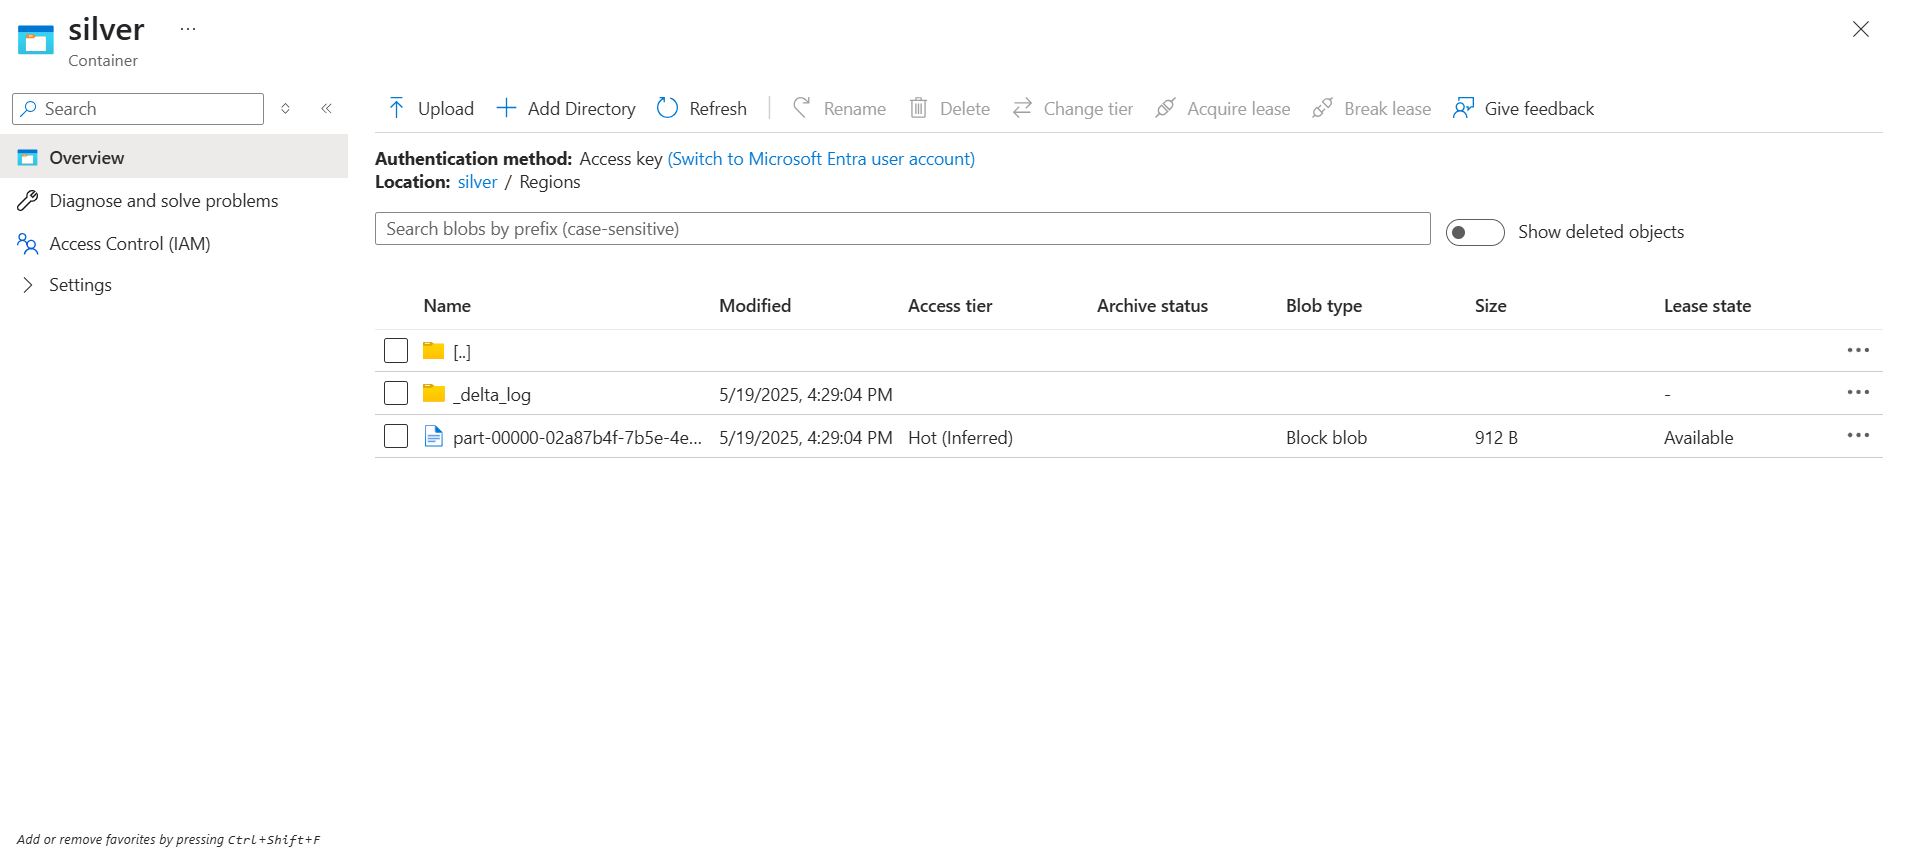 silver ...
Container
Search
Overview
Diagnose and solve problems
Access Control (IAM)
Settings
Add or remove favorites by pressing Ctrl+Shift+F
Upload Add Directory Refresh Rename Delete Change tier Acquire lease Break lease Give feedback
Authentication method: Access key (Switch to Microsoft Entra user account)
Location: silver / Regions
Search blobs by prefix (case-sensitive)
Show deleted objects
Name Modified Access tier Archive status Blob type Size Lease state
[..]
_delta_log 5/19/2025, 4:29:04 PM -
part-00000-02a87b4f-7b5e-4e... 5/19/2025, 4:29:04 PM Hot (Inferred) Block blob 912 B Available